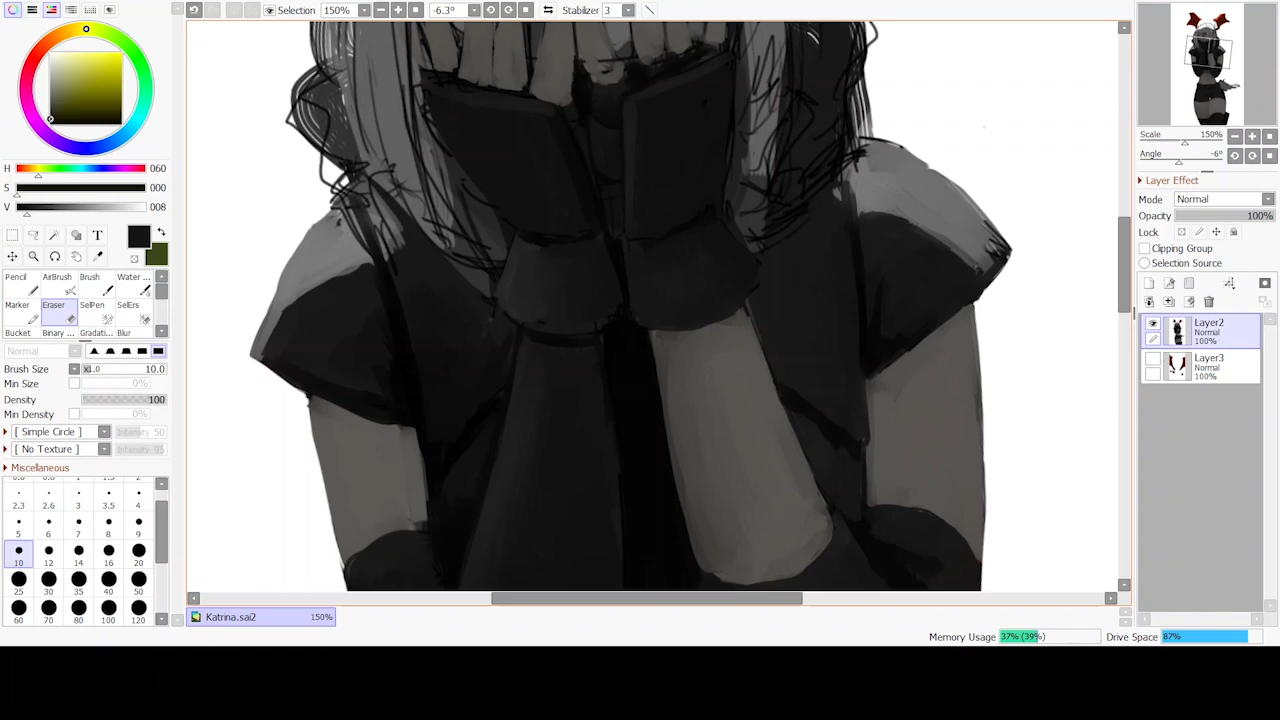 Selection 150% -6.3° Stabilizer 3
H 060
S 000
V 008
T
Pencil AirBrush Brush Water ...
Marker Eraser SelPen SelErs
Bucket Binary ... Gradati... Blur
Normal
Brush Size x1.0 10.0
Min Size 0%
Density 100
Min Density 0%
[ Simple Circle ] Intensity 50
[ No Texture ] Intensity 95
Miscellaneous
2.3 2.6 3 3.5 4
5 6 7 8 9
10 12 14 16 20
25 30 35 40 50
60 70 80 100 120
Katrina.sai2 150%
Scale 150%
Angle -6°
Layer Effect
Mode Normal
Opacity 100%
Lock
Clipping Group
Selection Source
Layer2
Normal
100%
Layer3
Normal
100%
Memory Usage 37% (39%) Drive Space 87%